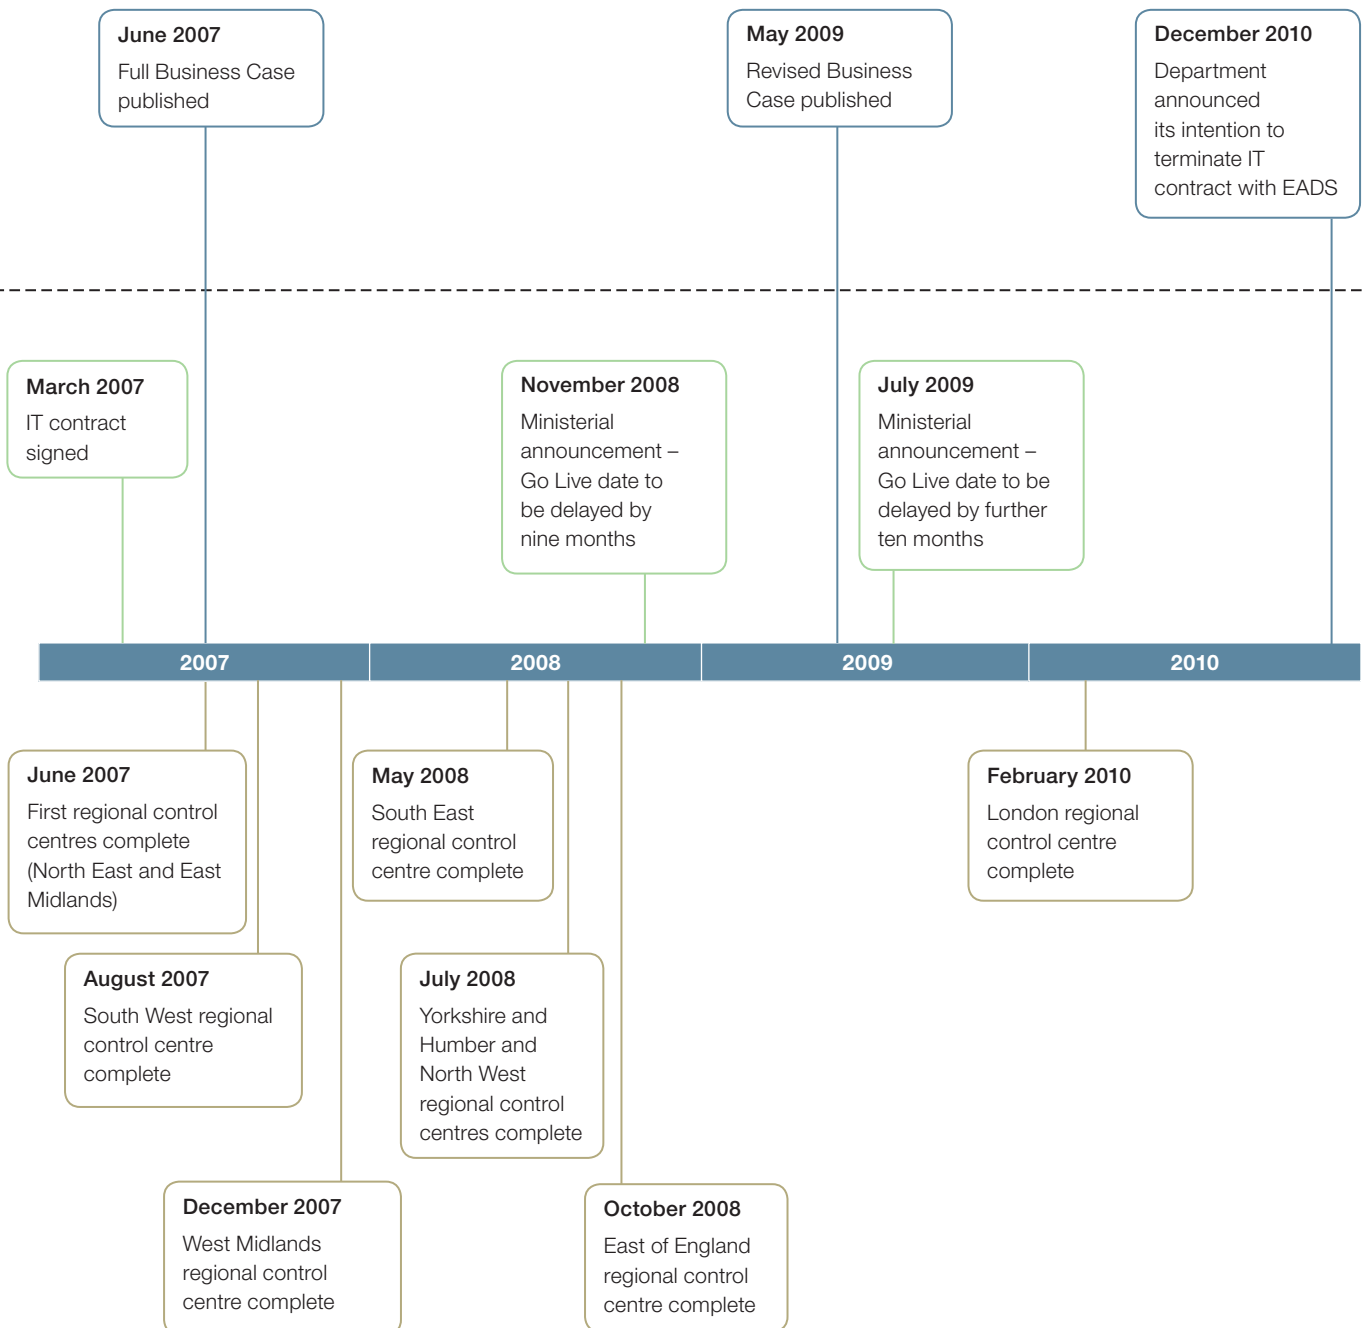 June 2007
Full Business Case
published
May 2009
Revised Business
Case published
December 2010
Department
announced
its intention to
terminate IT
contract with EADS
March 2007
IT contract
signed
November 2008
Ministerial
announcement –
Go Live date to
be delayed by
nine months
July 2009
Ministerial
announcement –
Go Live date to be
delayed by further
ten months
2007
2008
2009
2010
June 2007
First regional control
centres complete
(North East and East
Midlands)
May 2008
South East
regional control
centre complete
February 2010
London regional
control centre
complete
August 2007
South West regional
control centre
complete
July 2008
Yorkshire and
Humber and
North West
regional control
centres complete
December 2007
West Midlands
regional control
centre complete
October 2008
East of England
regional control
centre complete